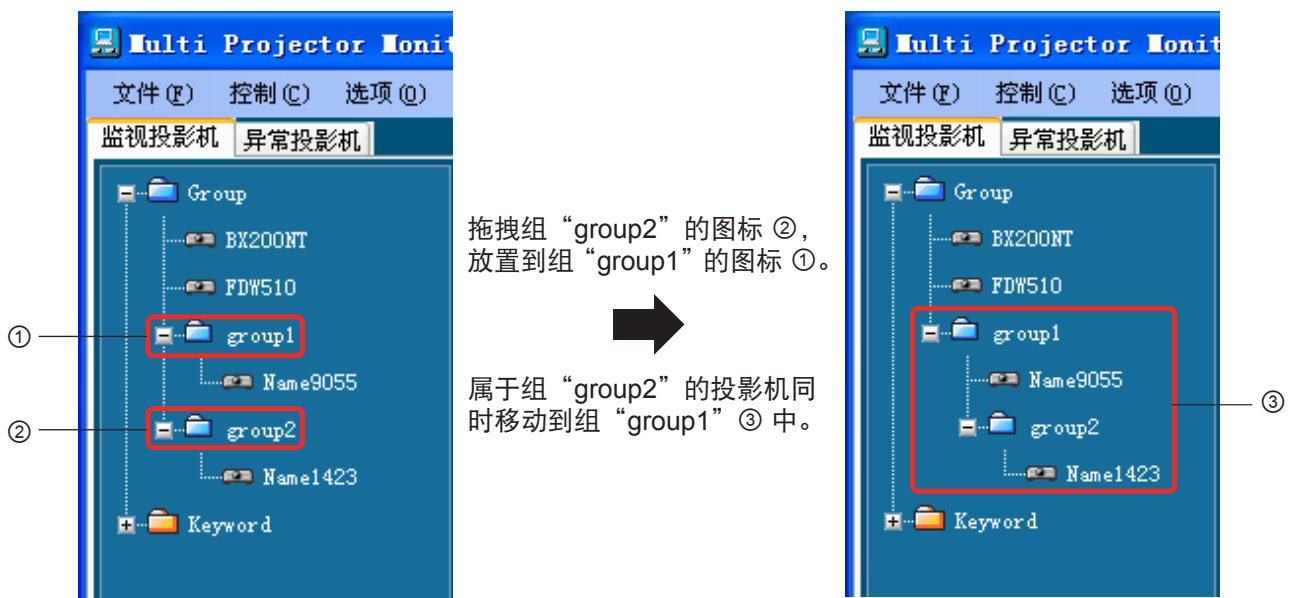 Multi Projector Monit
文件(F) 控制(C) 选项(O)
监视投影机 异常投影机
Group
BX200NT
FDW510
① group1
Name9055
② group2
Name1423
Keyword
拖拽组“group2”的图标 ②,
放置到组“group1”的图标 ①。
属于组“group2”的投影机同
时移动到组“group1”③ 中。
Multi Projector Monit
文件(F) 控制(C) 选项(O)
监视投影机 异常投影机
Group
BX200NT
FDW510
group1
Name9055
③
group2
Name1423
Keyword